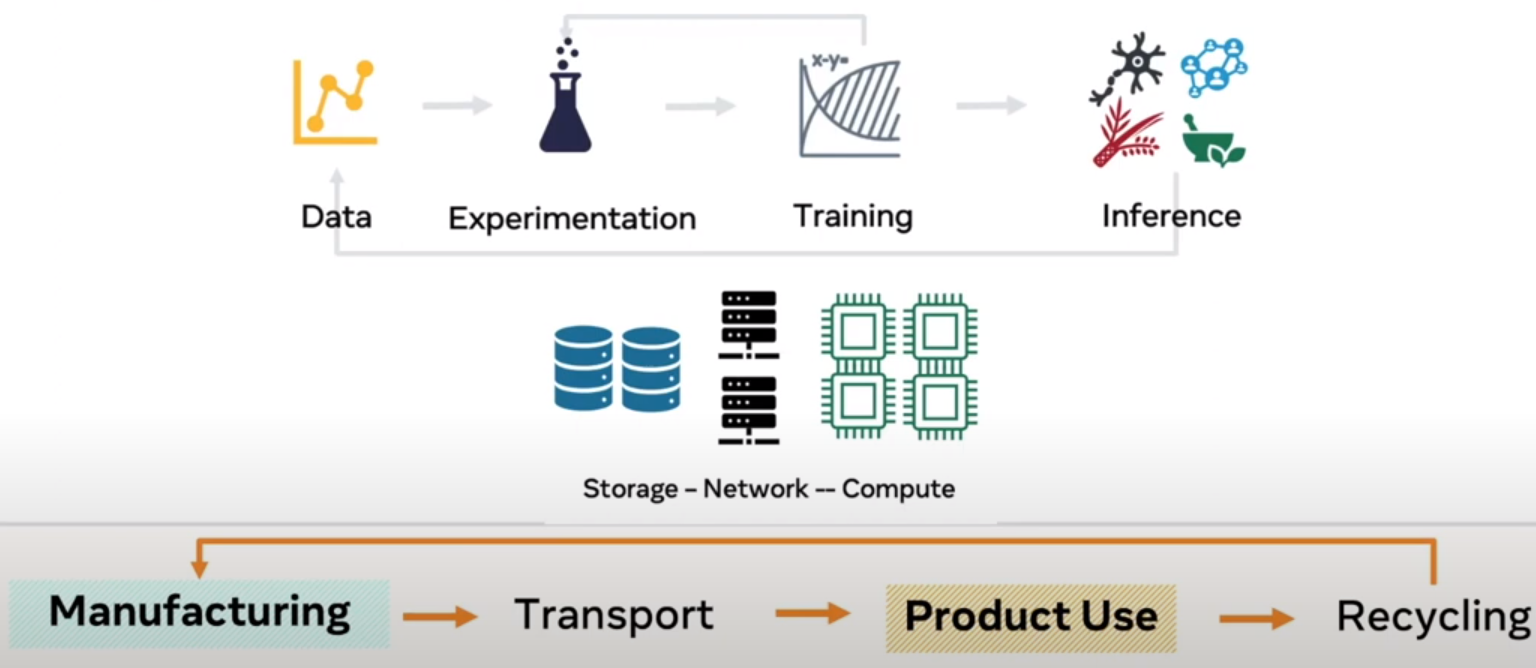 x-y=
Data
Experimentation
Training
Inference
Storage – Network -- Compute
Manufacturing
Transport
Product Use
Recycling